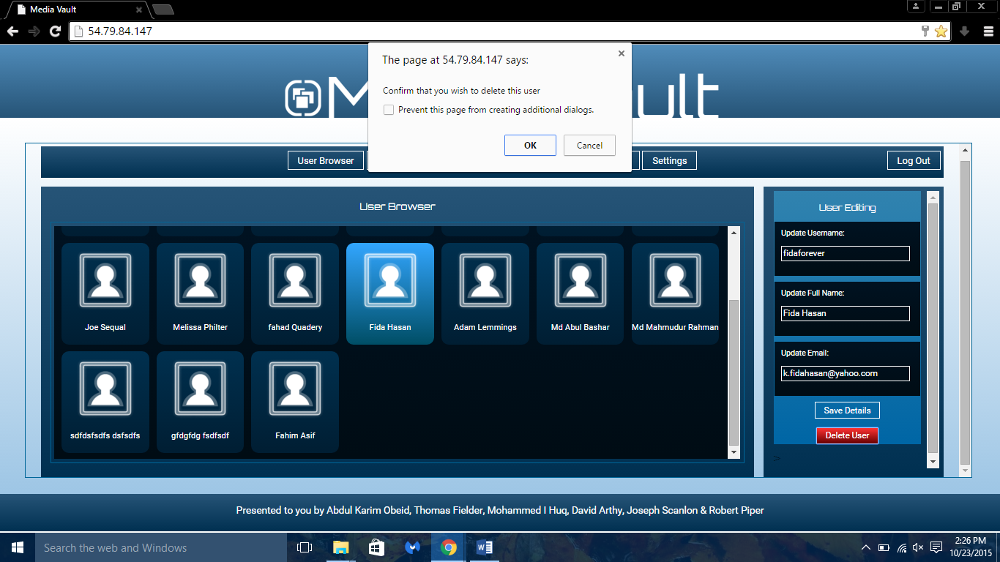 Media Vault
54.79.84.147
The page at 54.79.84.147 says:
Confirm that you wish to delete this user
Prevent this page from creating additional dialogs.
OK
Cancel
M
ult
User Browser
Settings
Log Out
User Browser
Joe Sequal
Melissa Philter
fahad Quadery
Fida Hasan
Adam Lemmings
Md Abul Bashar
Md Mahmudur Rahman
sdfdsfsdfs dsfsdfs
gfdgfdg fsdfsdf
Fahim Asif
User Editing
Update Username:
fidaforever
Update Full Name:
Fida Hasan
Update Email:
k.fidahasan@yahoo.com
Save Details
Delete User
>
Presented to you by Abdul Karim Obeid, Thomas Fielder, Mohammed I Huq, David Arthy, Joseph Scanlon & Robert Piper
Search the web and Windows
2:26 PM
10/23/2015